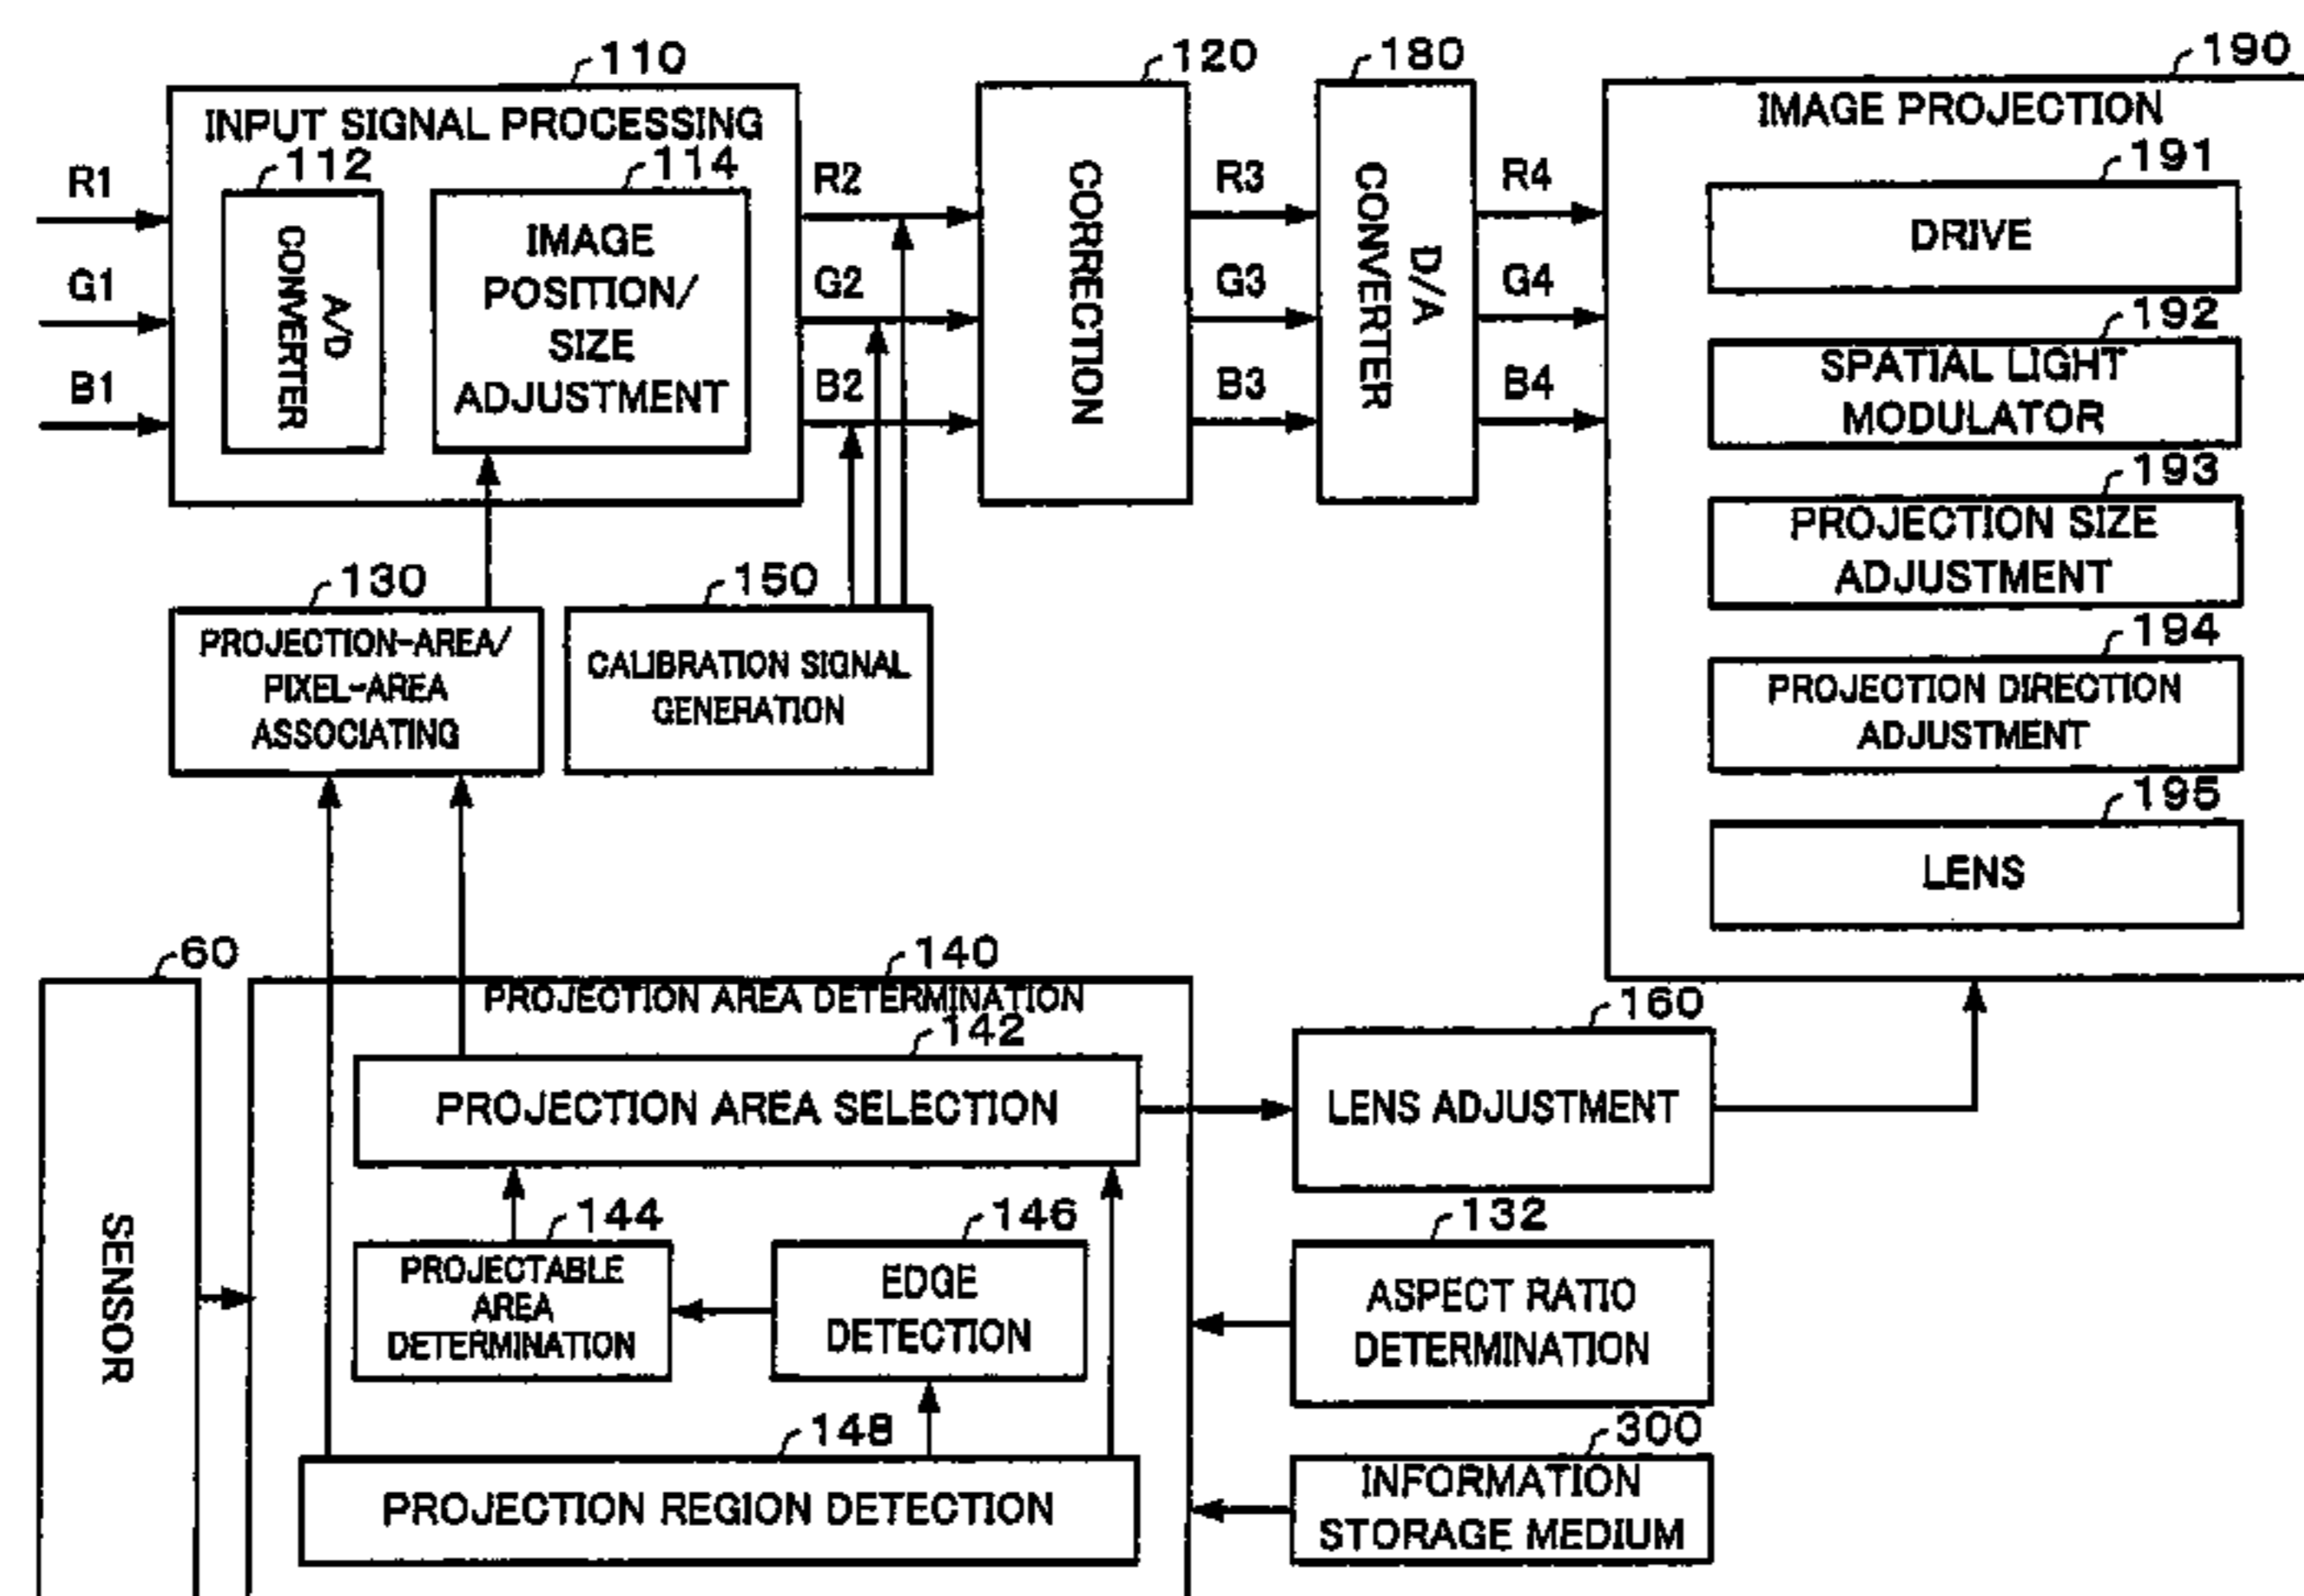 110
INPUT SIGNAL PROCESSING
112
A/D
CONVERTER
114
IMAGE
POSITION/
SIZE
ADJUSTMENT
R1
G1
B1
R2
G2
B2
120
CORRECTION
R3
G3
B3
180
D/A
CONVERTER
R4
G4
B4
190
IMAGE PROJECTION
191
DRIVE
192
SPATIAL LIGHT
MODULATOR
193
PROJECTION SIZE
ADJUSTMENT
194
PROJECTION DIRECTION
ADJUSTMENT
195
LENS
130
PROJECTION-AREA/
PIXEL-AREA
ASSOCIATING
150
CALIBRATION SIGNAL
GENERATION
60
SENSOR
140
PROJECTION AREA DETERMINATION
142
PROJECTION AREA SELECTION
144
PROJECTABLE
AREA
DETERMINATION
146
EDGE
DETECTION
148
PROJECTION REGION DETECTION
160
LENS ADJUSTMENT
132
ASPECT RATIO
DETERMINATION
300
INFORMATION
STORAGE MEDIUM